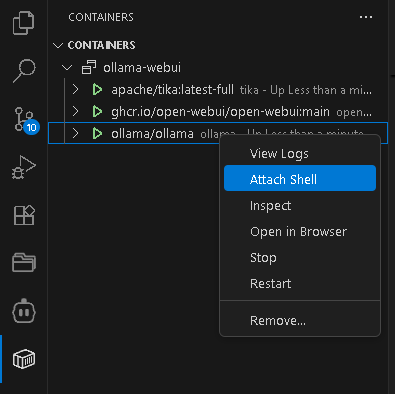 CONTAINERS
CONTAINERS
ollama-webui
apache/tika:latest-full tika - Up Less than a mi...
ghcr.io/open-webui/open-webui:main open...
ollama/ollama ollama - Up Less than a minute
View Logs
Attach Shell
Inspect
Open in Browser
Stop
Restart
Remove...
10